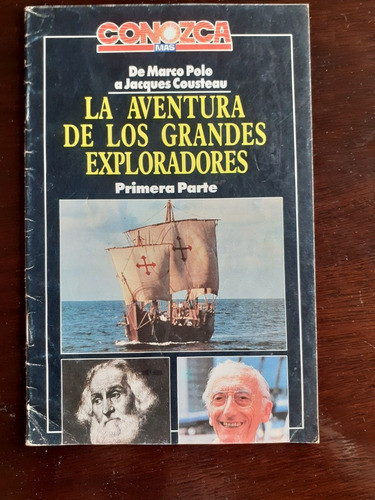 CONOZCA
MAS
De Marco Polo
a Jacques Cousteau
LA AVENTURA
DE LOS GRANDES
EXPLORADORES
Primera Parte